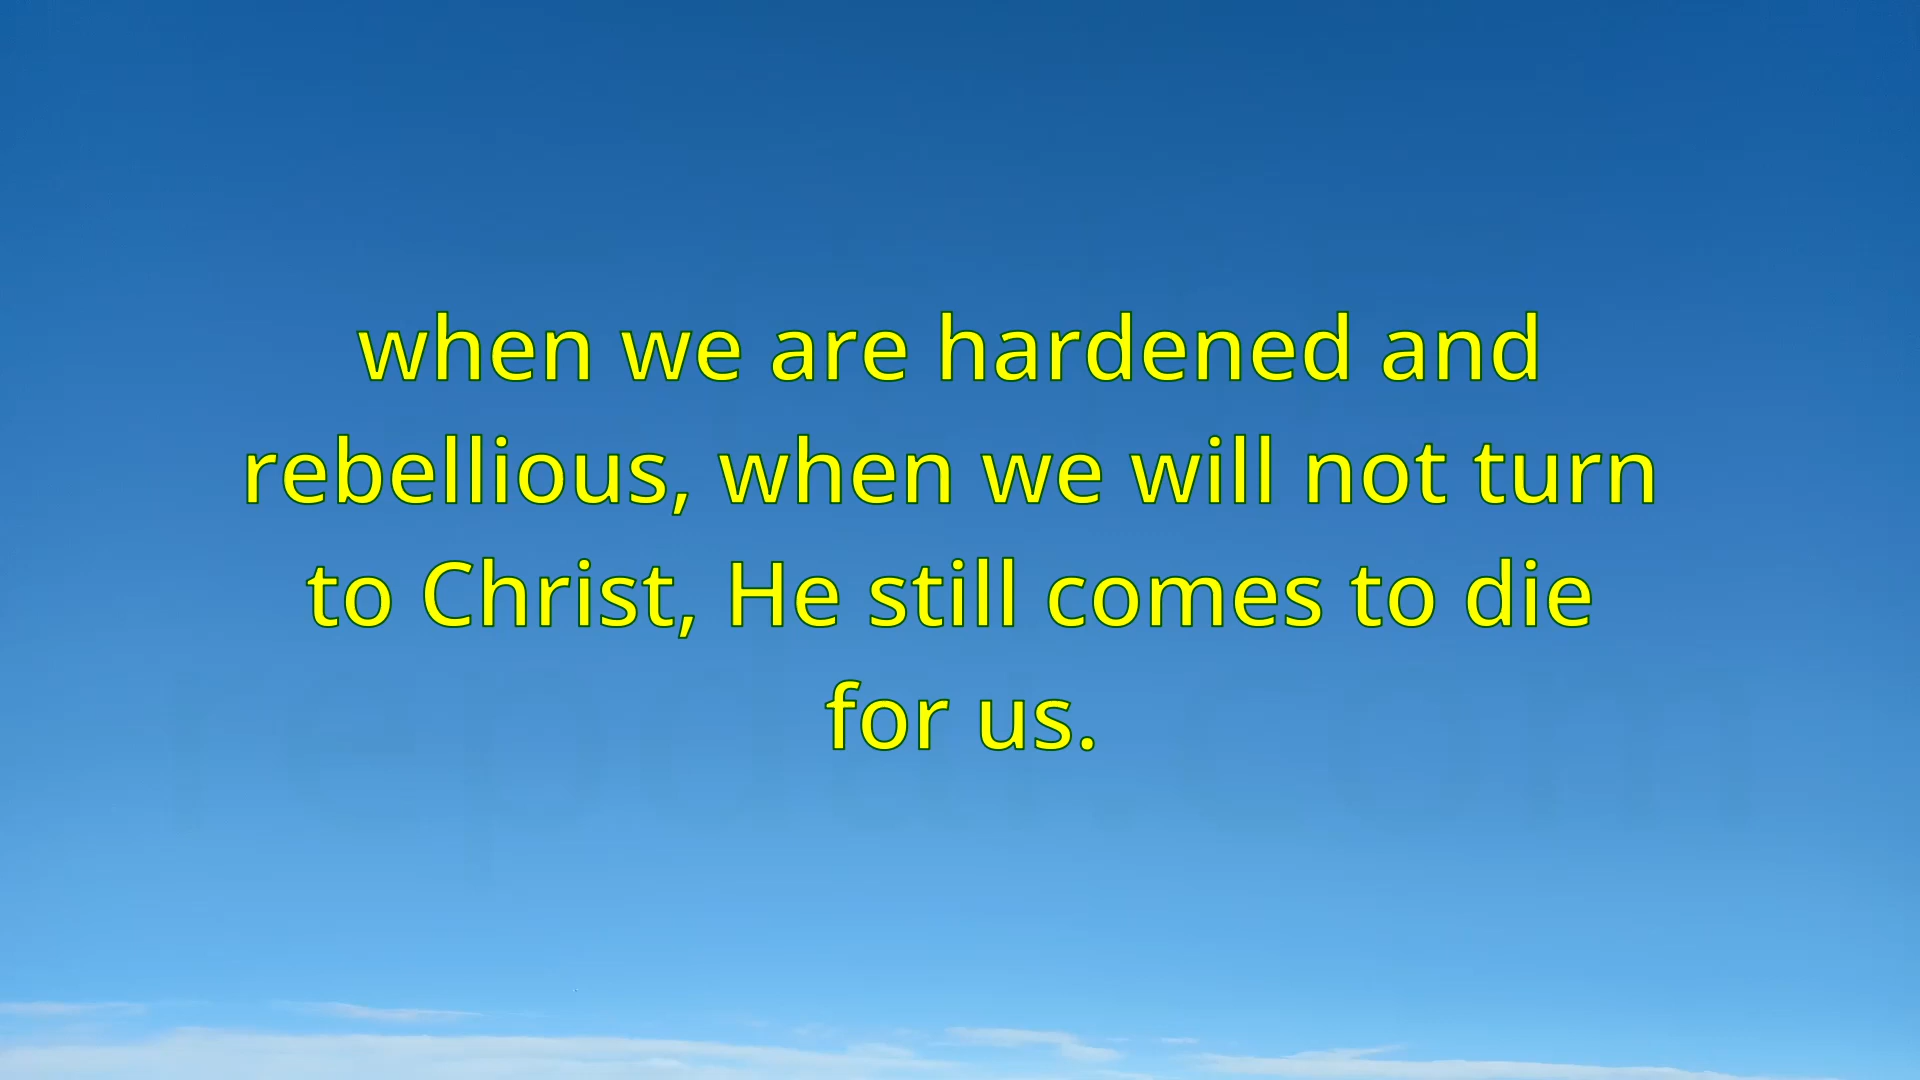 when we are hardened and
rebellious, when we will not turn
to Christ, He still comes to die
for us.